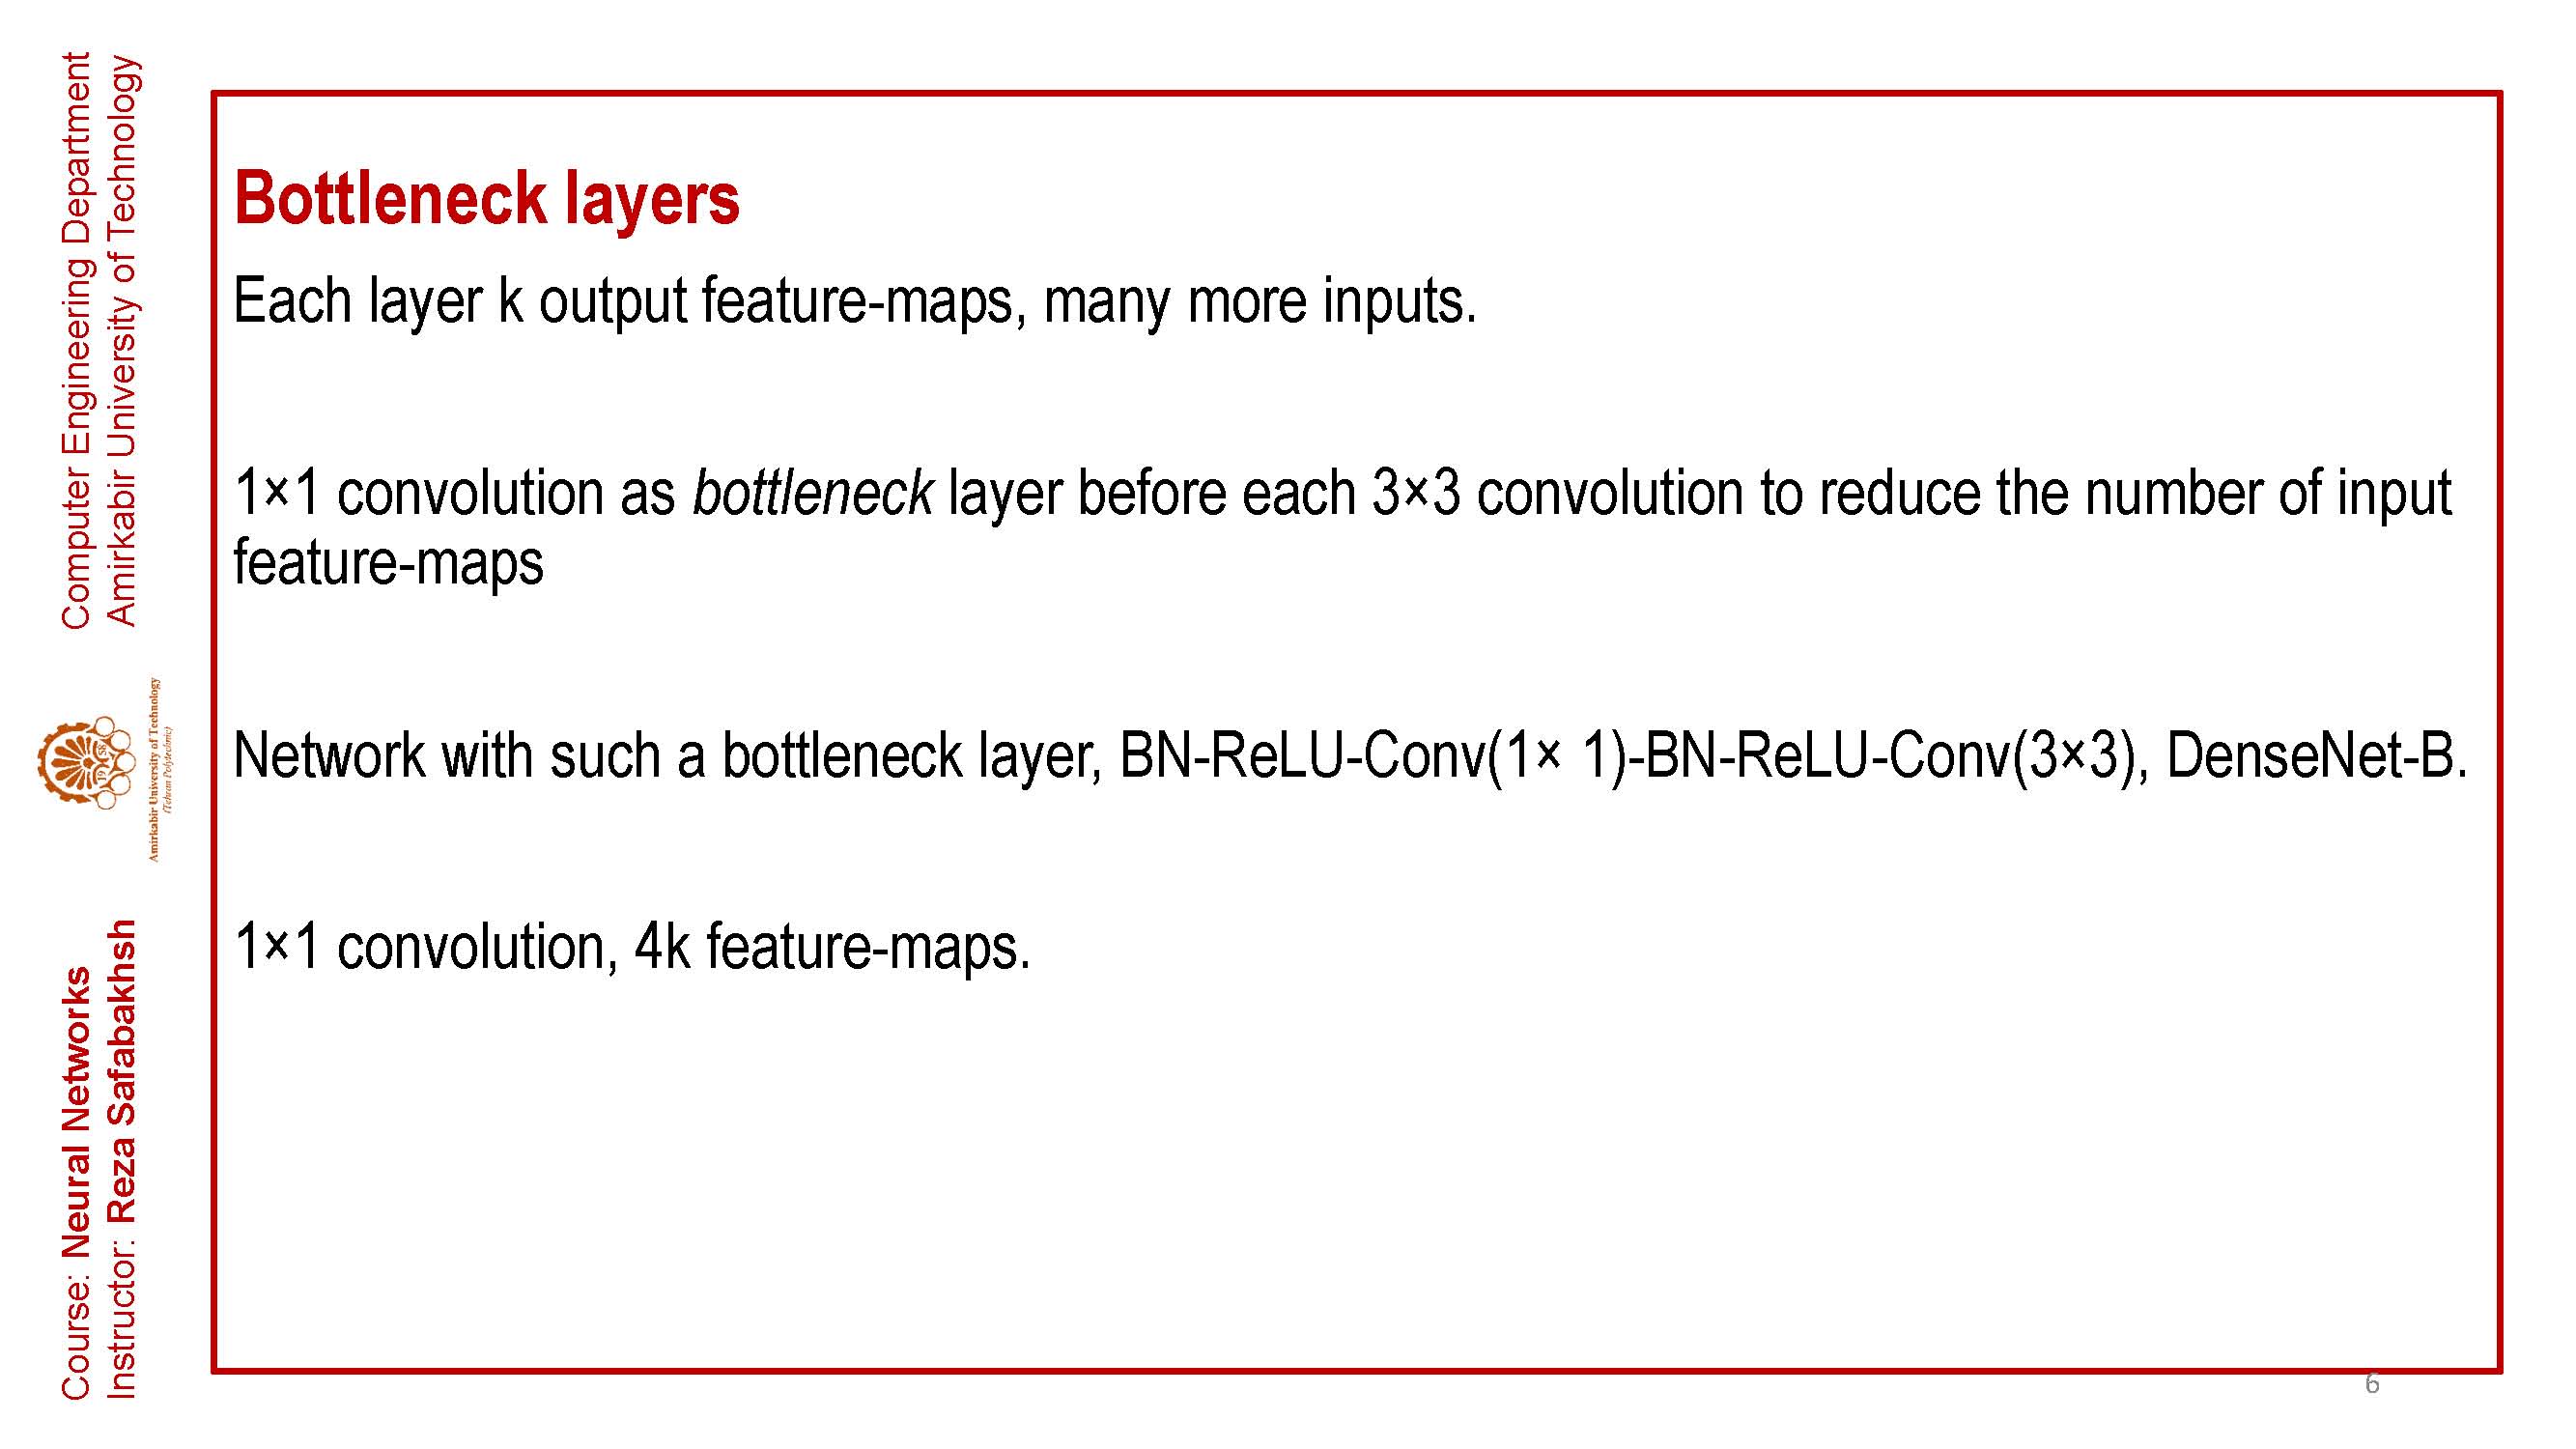 Computer Engineering Department
Amirkabir University of Technology
Amirkabir University of Technology
(Tehran Polytechnic)
Course: Neural Networks
Instructor: Reza Safabakhsh
Bottleneck layers
Each layer k output feature-maps, many more inputs.
1×1 convolution as bottleneck layer before each 3×3 convolution to reduce the number of input
feature-maps
Network with such a bottleneck layer, BN-ReLU-Conv(1× 1)-BN-ReLU-Conv(3×3), DenseNet-B.
1×1 convolution, 4k feature-maps.
6